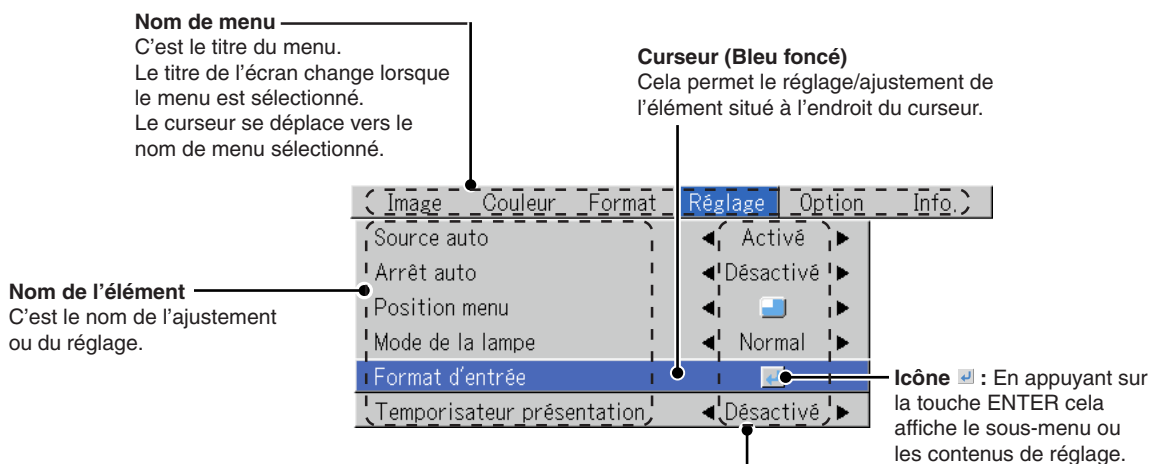 Nom de menu
C'est le titre du menu.
Le titre de l'écran change lorsque
le menu est sélectionné.
Le curseur se déplace vers le
nom de menu sélectionné.
Curseur (Bleu foncé)
Cela permet le réglage/ajustement de
l'élément situé à l'endroit du curseur.
Image Couleur Format Réglage Option Info.
Source auto Activé
Arrêt auto Désactivé
Position menu
Mode de la lampe Normal
Format d'entrée
Temporisateur présentation Désactivé
Nom de l'élément
C'est le nom de l'ajustement
ou du réglage.
Icône : En appuyant sur
la touche ENTER cela
affiche le sous-menu ou
les contenus de réglage.